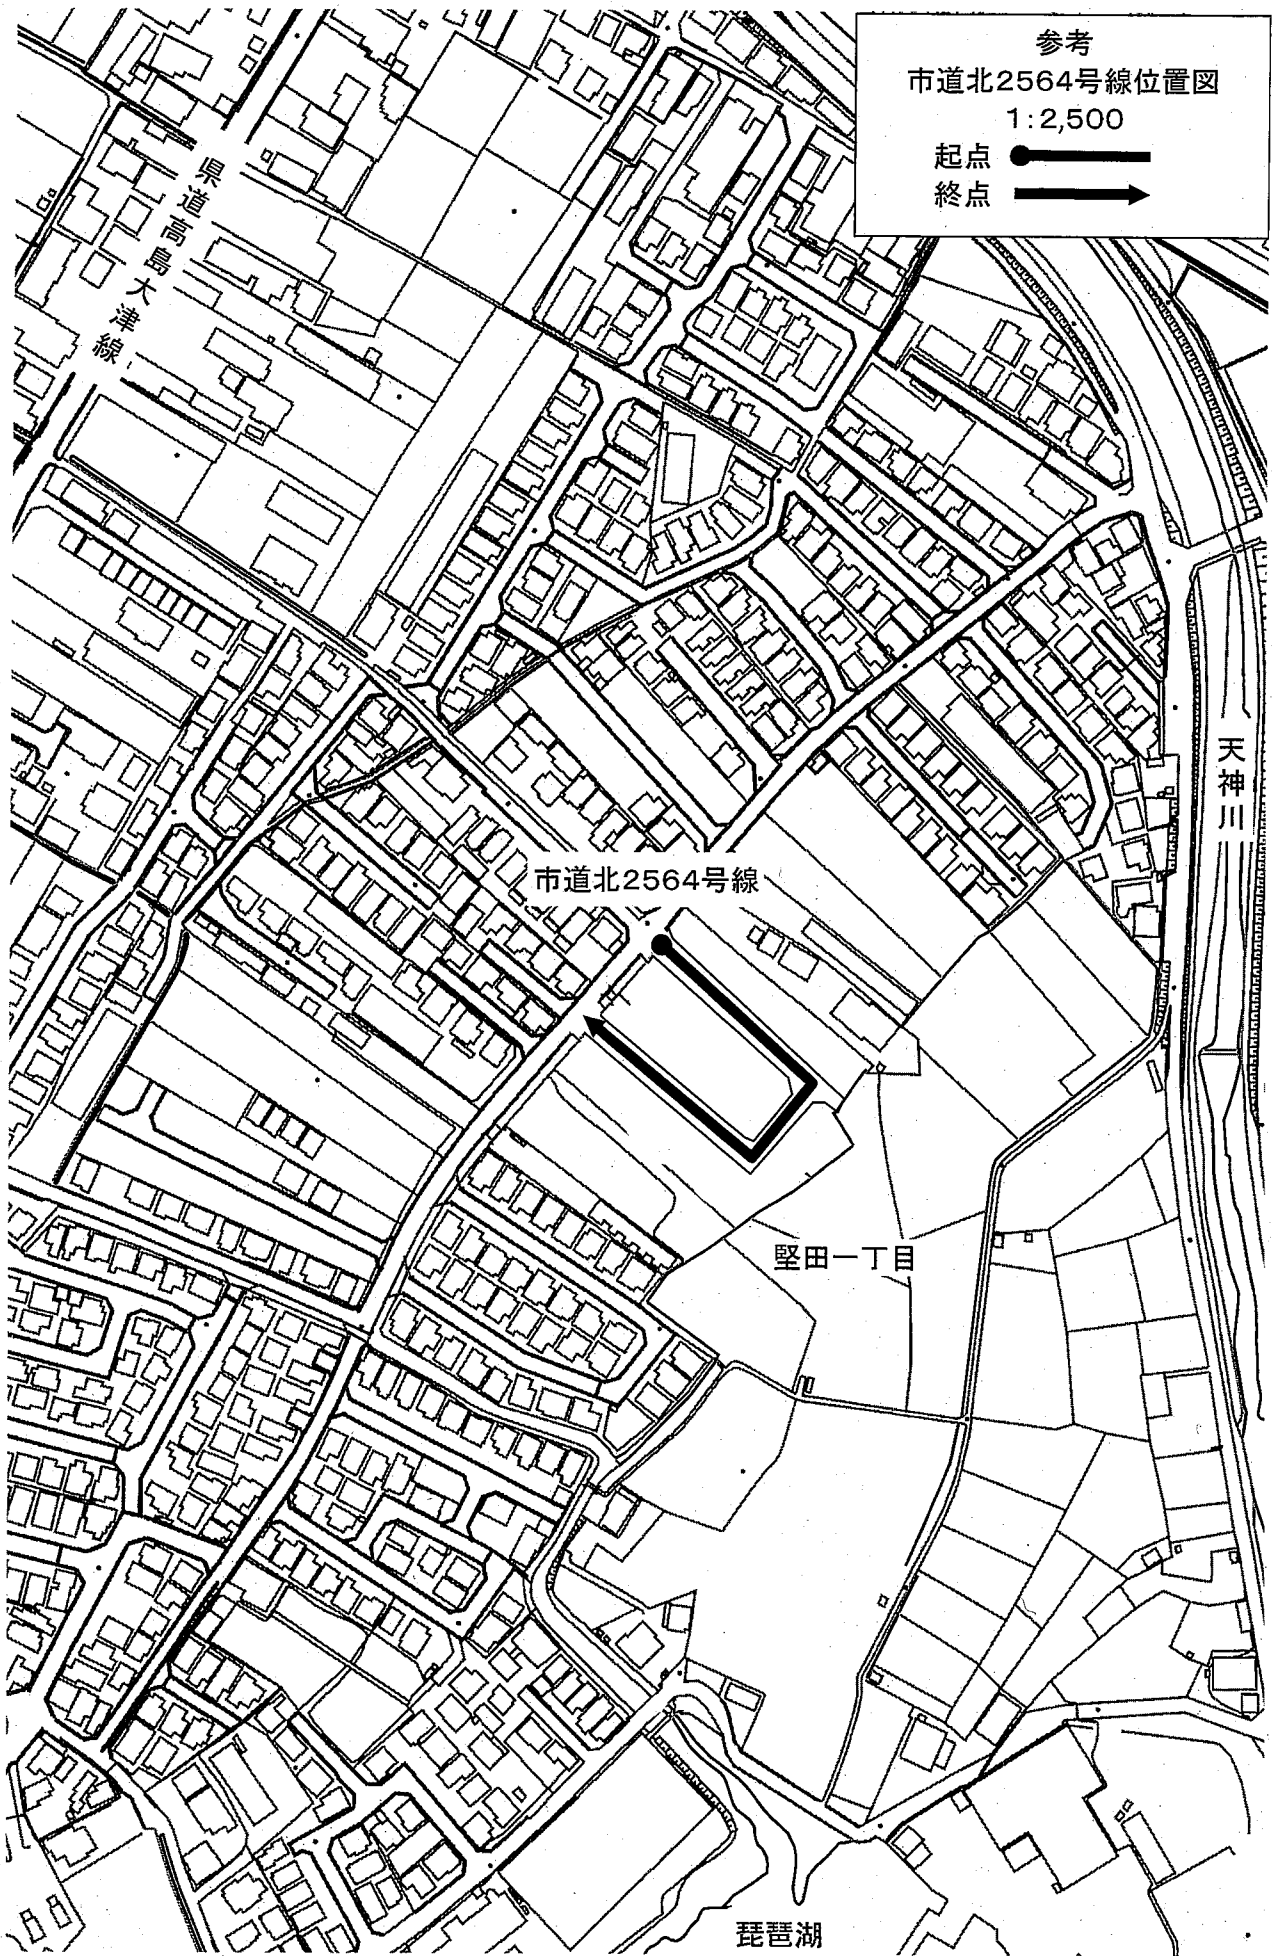 参考
市道北2564号線位置図
1:2,500
起点
終点
県道高島大津線
天神川
市道北2564号線
堅田一丁目
琵琶湖